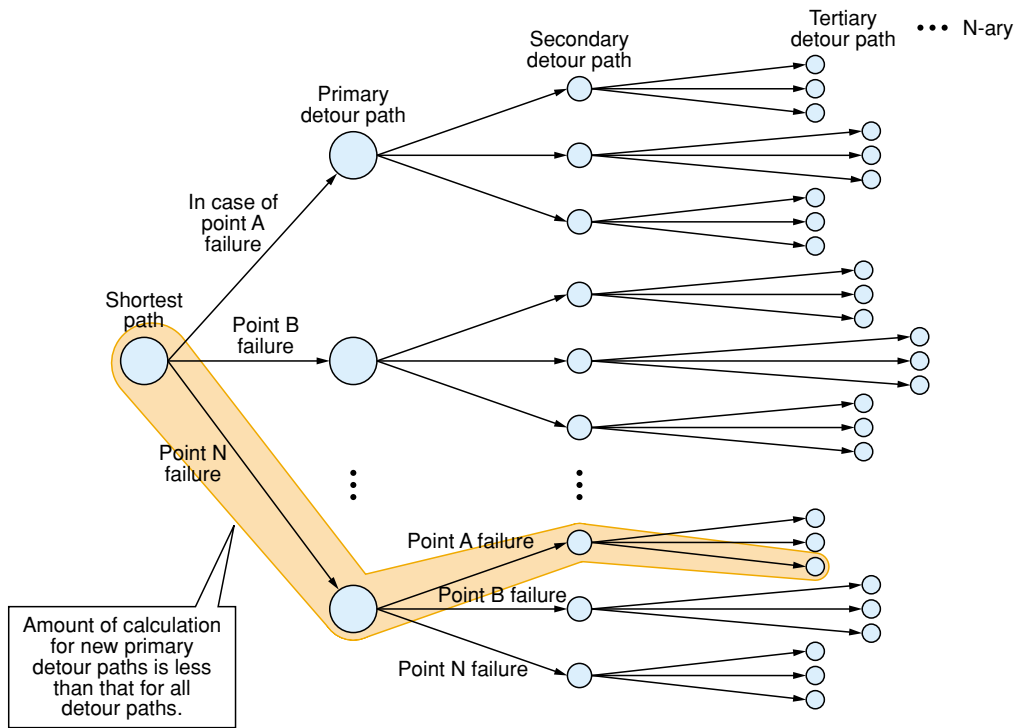 Tertiary
detour path
••• N-ary
Secondary
detour path
Primary
detour path
In case of
point A
failure
Shortest
path
Point B
failure
Point N
failure
Point A failure
Point B failure
Point N failure
Amount of calculation
for new primary
detour paths is less
than that for all
detour paths.